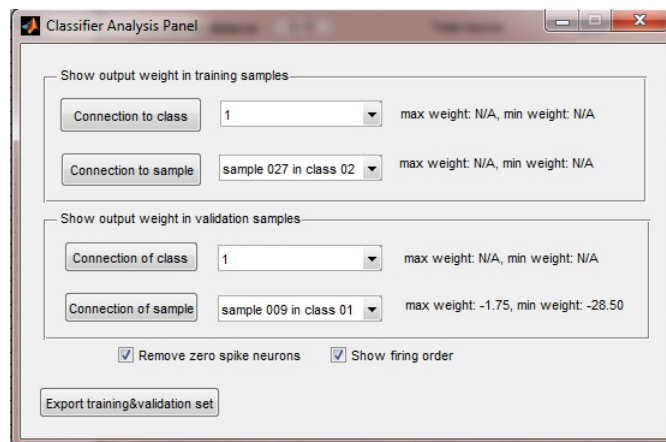 Classifier Analysis Panel
Show output weight in training samples
Connection to class 1 max weight: N/A, min weight: N/A
Connection to sample sample 027 in class 02 max weight: N/A, min weight: N/A
Show output weight in validation samples
Connection of class 1 max weight: N/A, min weight: N/A
Connection of sample sample 009 in class 01 max weight: -1.75, min weight: -28.50
Remove zero spike neurons Show firing order
Export training&validation set